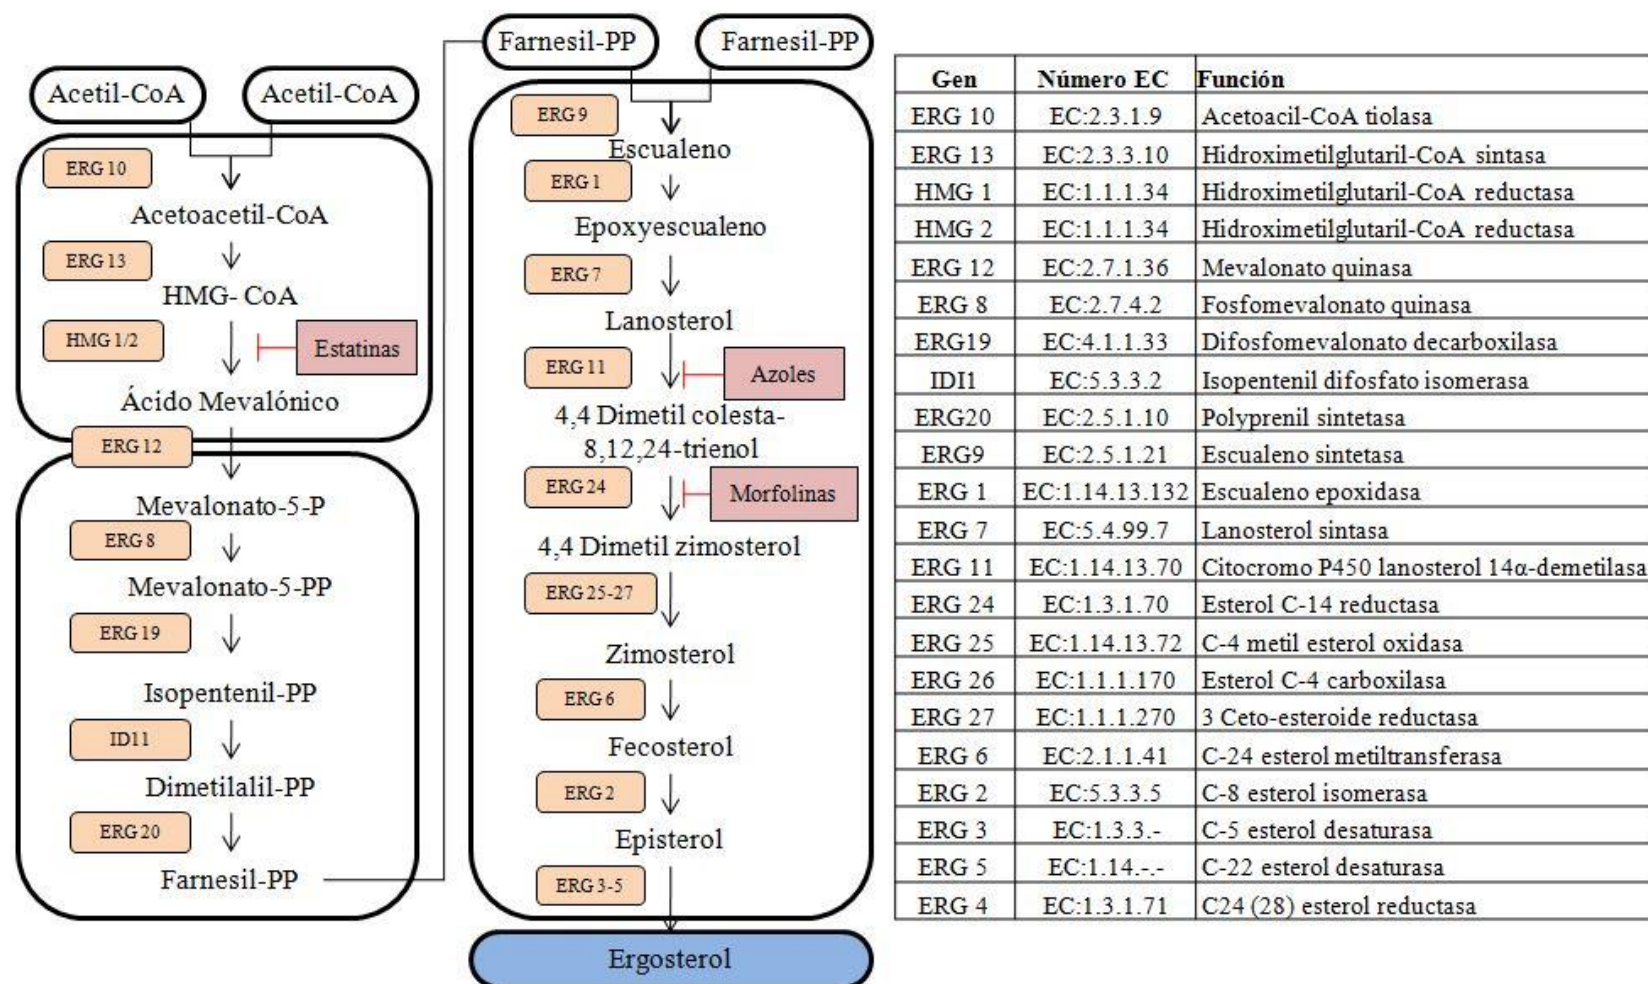 Acetil-CoA
Acetil-CoA
ERG 10
Acetoacetil-CoA
ERG 13
HMG- CoA
HMG 1/2
Estatinas
Ácido Mevalónico
ERG 12
Mevalonato-5-P
ERG 8
Mevalonato-5-PP
ERG 19
Isopentenil-PP
ID11
Dimetilalil-PP
ERG 20
Farnesil-PP
Farnesil-PP
Farnesil-PP
ERG 9
Escualeno
ERG 1
Epoxyescualeno
ERG 7
Lanosterol
ERG 11
Azoles
4,4 Dimetil colesta-
8,12,24-trienol
ERG 24
Morfolinas
4,4 Dimetil zimosterol
ERG 25-27
Zimosterol
ERG 6
Fecosterol
ERG 2
Episterol
ERG 3-5
Ergosterol
Gen Número EC Función
ERG 10 EC:2.3.1.9 Acetoacil-CoA tiolasa
ERG 13 EC:2.3.3.10 Hidroximetilglutaril-CoA sintasa
HMG 1 EC:1.1.1.34 Hidroximetilglutaril-CoA reductasa
HMG 2 EC:1.1.1.34 Hidroximetilglutaril-CoA reductasa
ERG 12 EC:2.7.1.36 Mevalonato quinasa
ERG 8 EC:2.7.4.2 Fosfomevalonato quinasa
ERG19 EC:4.1.1.33 Difosfomevalonato decarboxilasa
IDI1 EC:5.3.3.2 Isopentenil difosfato isomerasa
ERG20 EC:2.5.1.10 Polyprenil sintetasa
ERG9 EC:2.5.1.21 Escualeno sintetasa
ERG 1 EC:1.14.13.132 Escualeno epoxidasa
ERG 7 EC:5.4.99.7 Lanosterol sintasa
ERG 11 EC:1.14.13.70 Citocromo P450 lanosterol 14α-demetilasa
ERG 24 EC:1.3.1.70 Esterol C-14 reductasa
ERG 25 EC:1.14.13.72 C-4 metil esterol oxidasa
ERG 26 EC:1.1.1.170 Esterol C-4 carboxilasa
ERG 27 EC:1.1.1.270 3 Ceto-esteroide reductasa
ERG 6 EC:2.1.1.41 C-24 esterol metiltransferasa
ERG 2 EC:5.3.3.5 C-8 esterol isomerasa
ERG 3 EC:1.3.3.- C-5 esterol desaturasa
ERG 5 EC:1.14.-.- C-22 esterol desaturasa
ERG 4 EC:1.3.1.71 C24 (28) esterol reductasa